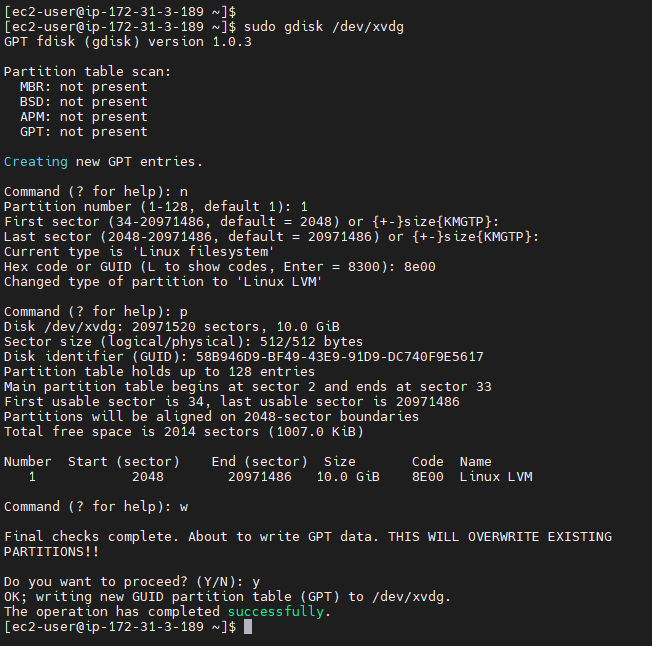 [ec2-user@ip-172-31-3-189 ~]$
[ec2-user@ip-172-31-3-189 ~]$ sudo gdisk /dev/xvdg
GPT fdisk (gdisk) version 1.0.3
Partition table scan:
  MBR: not present
  BSD: not present
  APM: not present
  GPT: not present
Creating new GPT entries.
Command (? for help): n
Partition number (1-128, default 1): 1
First sector (34-20971486, default = 2048) or {+-}size{KMGTP}:
Last sector (2048-20971486, default = 20971486) or {+-}size{KMGTP}:
Current type is 'Linux filesystem'
Hex code or GUID (L to show codes, Enter = 8300): 8e00
Changed type of partition to 'Linux LVM'
Command (? for help): p
Disk /dev/xvdg: 20971520 sectors, 10.0 GiB
Sector size (logical/physical): 512/512 bytes
Disk identifier (GUID): 58B946D9-BF49-43E9-91D9-DC740F9E5617
Partition table holds up to 128 entries
Main partition table begins at sector 2 and ends at sector 33
First usable sector is 34, last usable sector is 20971486
Partitions will be aligned on 2048-sector boundaries
Total free space is 2014 sectors (1007.0 KiB)
Number  Start (sector)    End (sector)  Size       Code  Name
   1            2048        20971486   10.0 GiB    8E00  Linux LVM
Command (? for help): w
Final checks complete. About to write GPT data. THIS WILL OVERWRITE EXISTING
PARTITIONS!!
Do you want to proceed? (Y/N): y
OK; writing new GUID partition table (GPT) to /dev/xvdg.
The operation has completed successfully.
[ec2-user@ip-172-31-3-189 ~]$